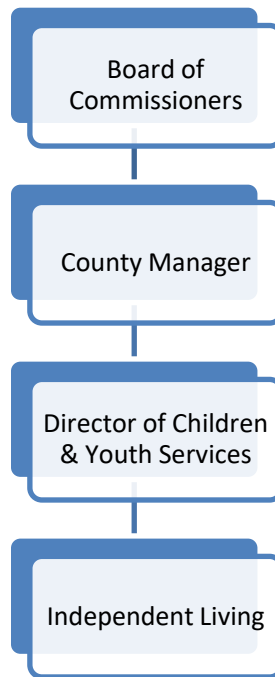 Board of
Commissioners
County Manager
Director of Children
& Youth Services
Independent Living